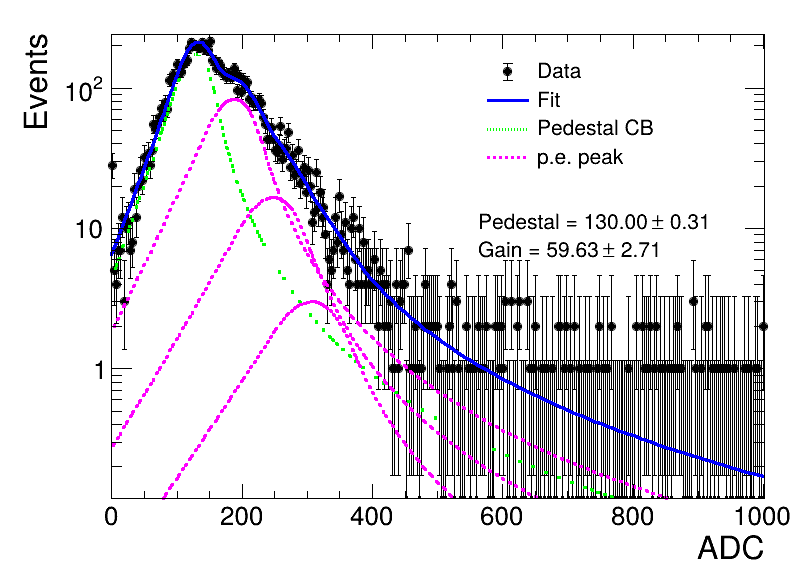 Events
10²
10
1
Data
Fit
Pedestal CB
p.e. peak
Pedestal = 130.00 ± 0.31
Gain = 59.63 ± 2.71
0 200 400 600 800 1000
ADC